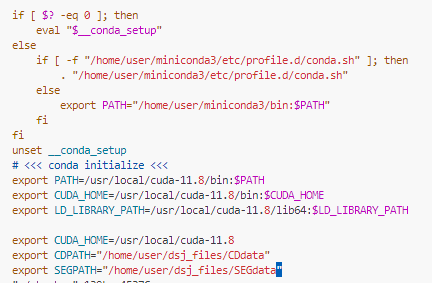 if [ $? -eq 0 ]; then
    eval "$__conda_setup"
else
    if [ -f "/home/user/miniconda3/etc/profile.d/conda.sh" ]; then
        . "/home/user/miniconda3/etc/profile.d/conda.sh"
    else
        export PATH="/home/user/miniconda3/bin:$PATH"
    fi
fi
unset __conda_setup
# <<< conda initialize <<<
export PATH=/usr/local/cuda-11.8/bin:$PATH
export CUDA_HOME=/usr/local/cuda-11.8/bin:$CUDA_HOME
export LD_LIBRARY_PATH=/usr/local/cuda-11.8/lib64:$LD_LIBRARY_PATH

export CUDA_HOME=/usr/local/cuda-11.8
export CDPATH="/home/user/dsj_files/CDdata"
export SEGPATH="/home/user/dsj_files/SEGdata"